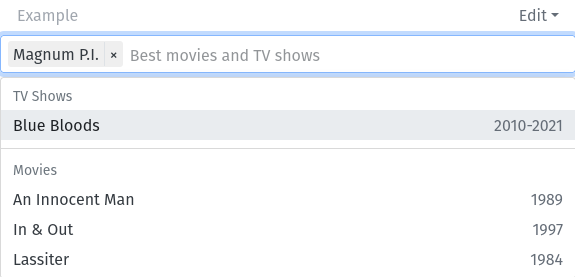 Example Edit
Magnum P.I. × Best movies and TV shows
TV Shows
Blue Bloods 2010-2021
Movies
An Innocent Man 1989
In & Out 1997
Lassiter 1984